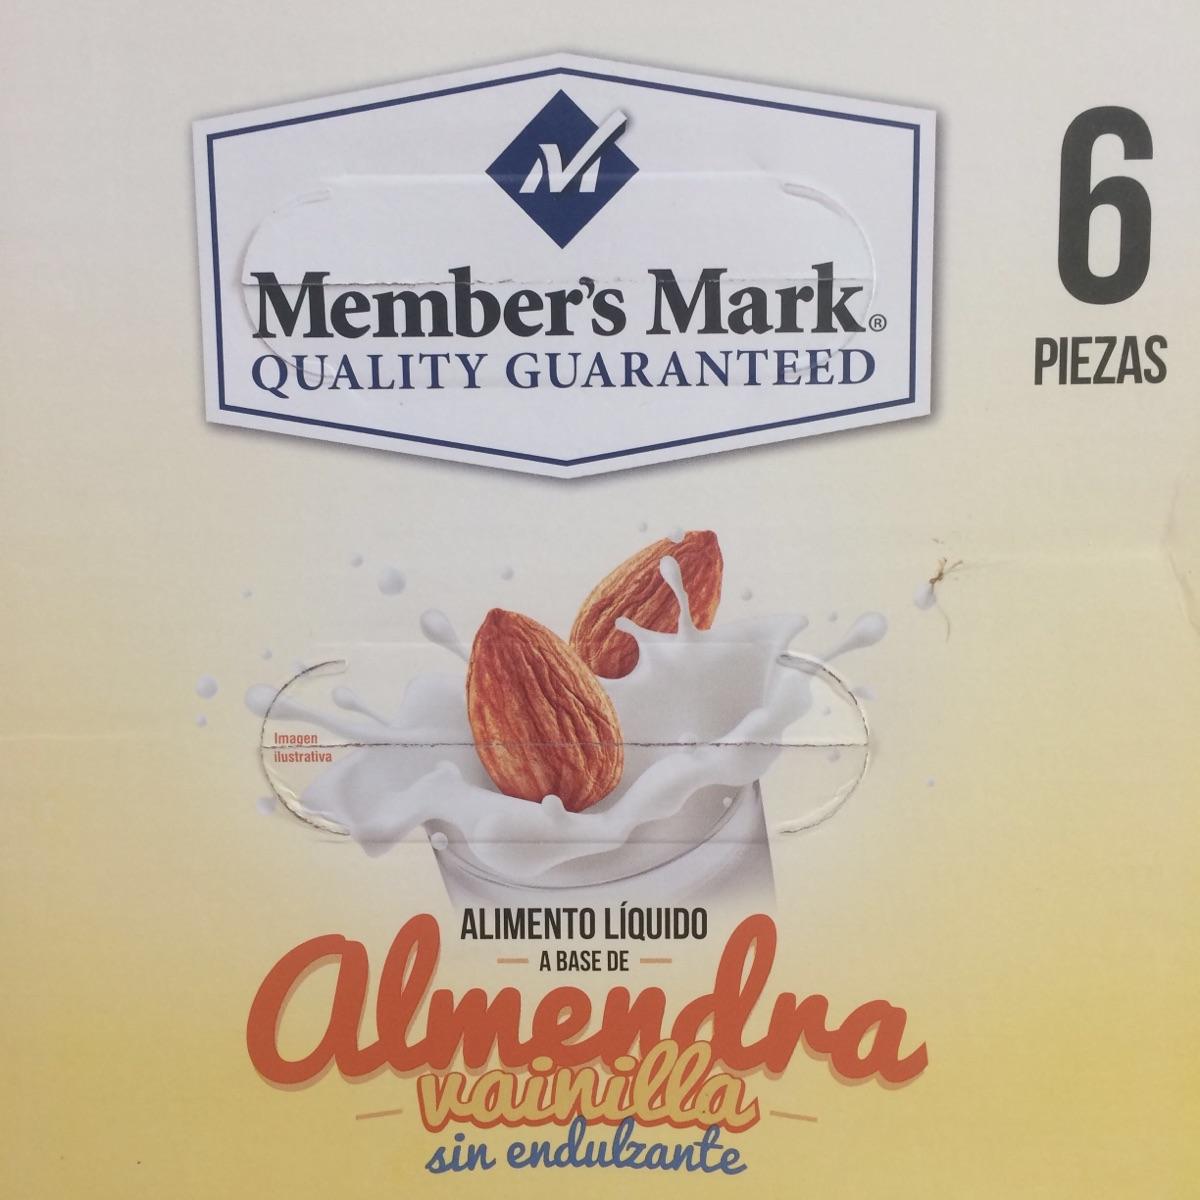 Member's Mark®
QUALITY GUARANTEED
6
PIEZAS
Imagen
ilustrativa
ALIMENTO LÍQUIDO
A BASE DE
Almendra
vainilla
sin endulzante